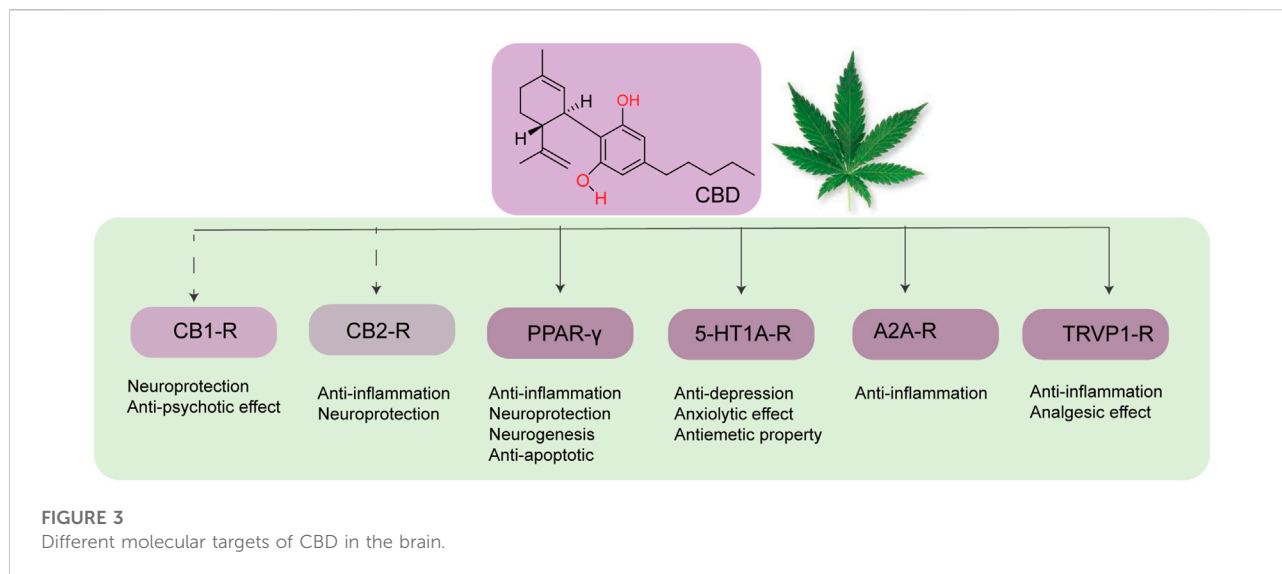 H
OH
H
O
H
CBD
CB1-R
CB2-R
PPAR-γ
5-HT1A-R
A2A-R
TRVP1-R
Neuroprotection
Anti-psychotic effect
Anti-inflammation
Neuroprotection
Anti-inflammation
Neuroprotection
Neurogenesis
Anti-apoptotic
Anti-depression
Anxiolytic effect
Antiemetic property
Anti-inflammation
Anti-inflammation
Analgesic effect
FIGURE 3
Different molecular targets of CBD in the brain.